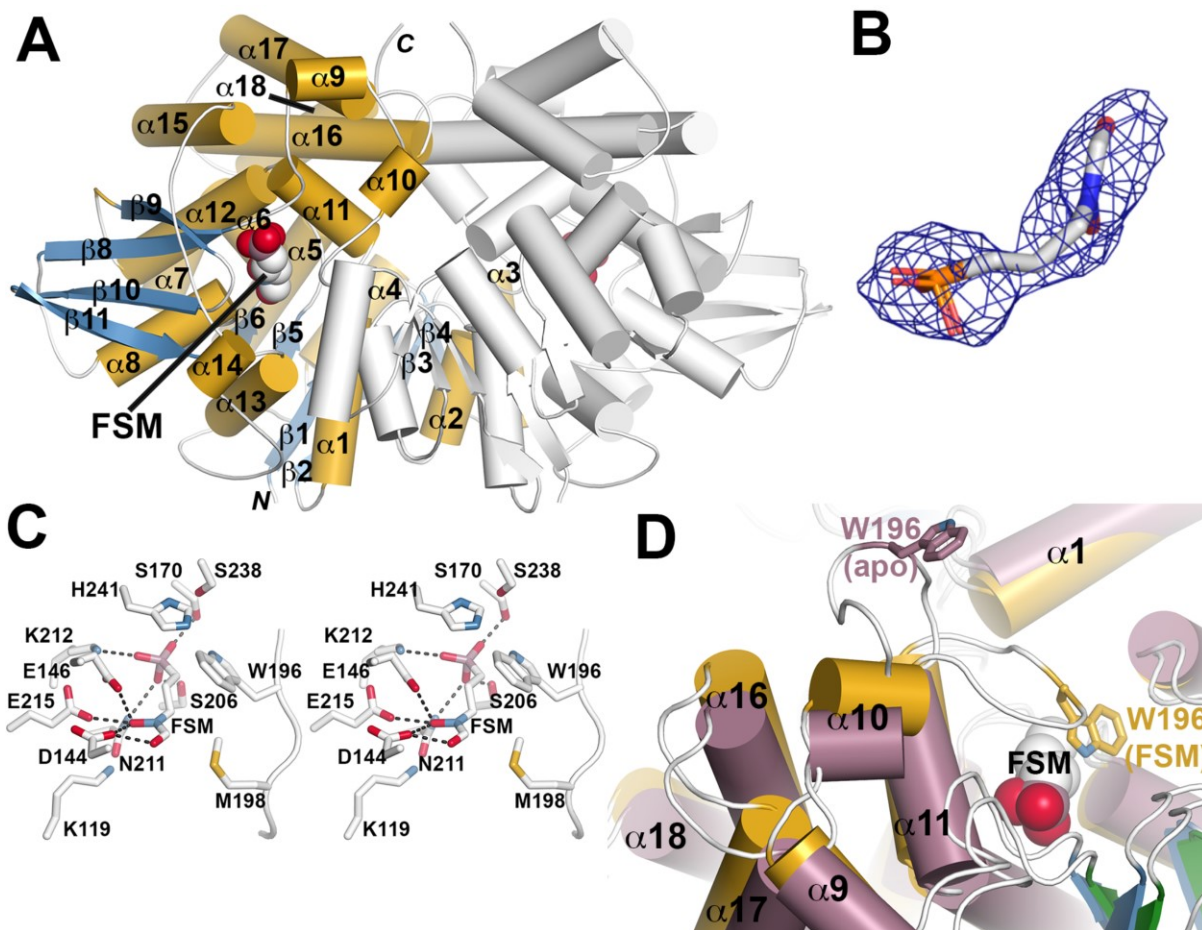 A
α17
C
α9
α18
α15
α16
α10
β9
α12
α6
α11
β8
α5
α7
α3
β10
α4
β11
β6
β5
β4
α8
α14
β3
FSM
α13
α2
β1
α1
β2
N
B
C
S170
S238
H241
K212
E146
W196
E215
S206
FSM
D144
N211
M198
K119
S170
S238
H241
K212
E146
W196
E215
S206
FSM
D144
N211
M198
K119
D
W196
(apo)
α1
α16
α10
W196
(FSM)
FSM
α18
α11
α9
α17